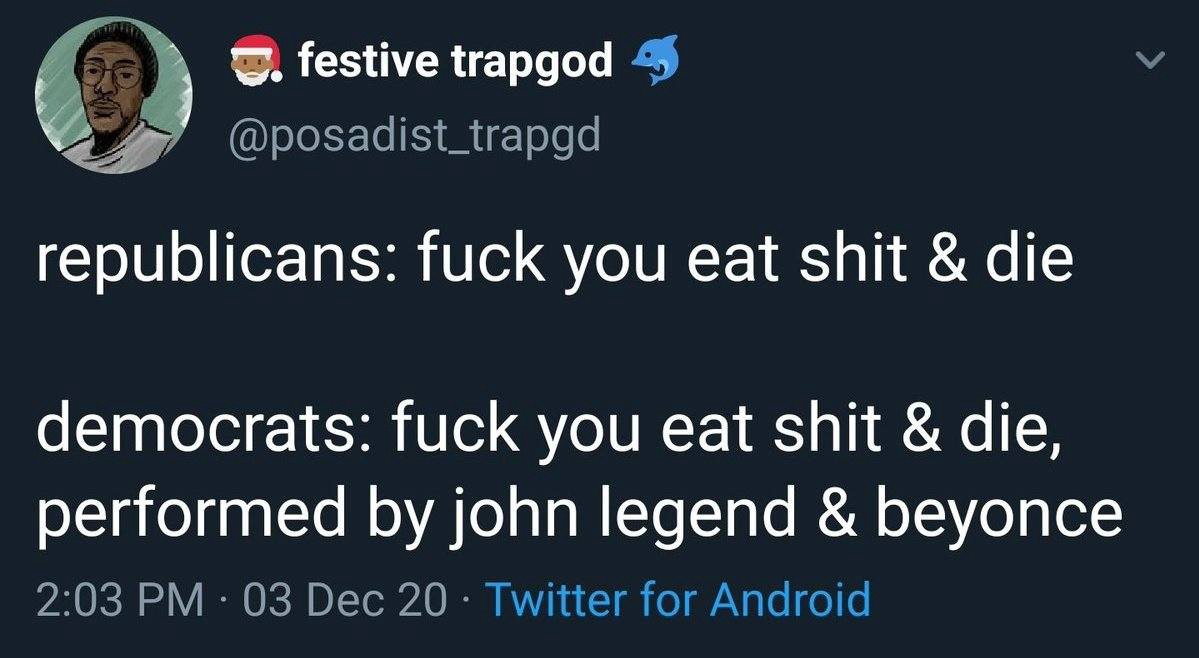 🎅🏽 festive trapgod 🐬
@posadist_trapgd
republicans: fuck you eat shit & die
democrats: fuck you eat shit & die,
performed by john legend & beyonce
2:03 PM · 03 Dec 20 · Twitter for Android